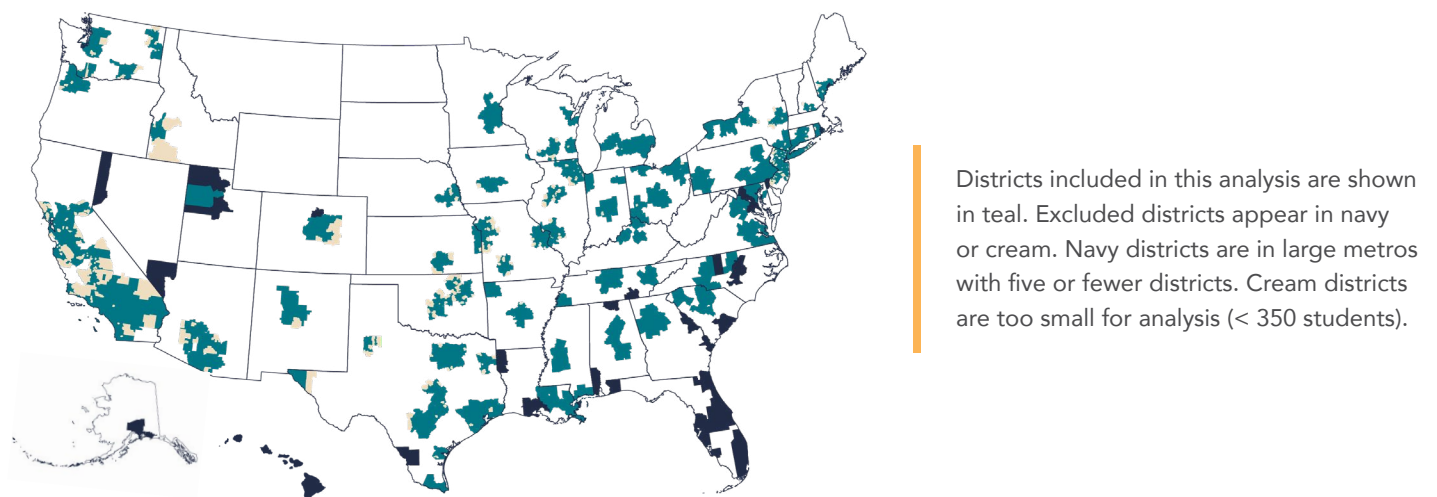 Districts included in this analysis are shown
in teal. Excluded districts appear in navy
or cream. Navy districts are in large metros
with five or fewer districts. Cream districts
are too small for analysis (< 350 students).